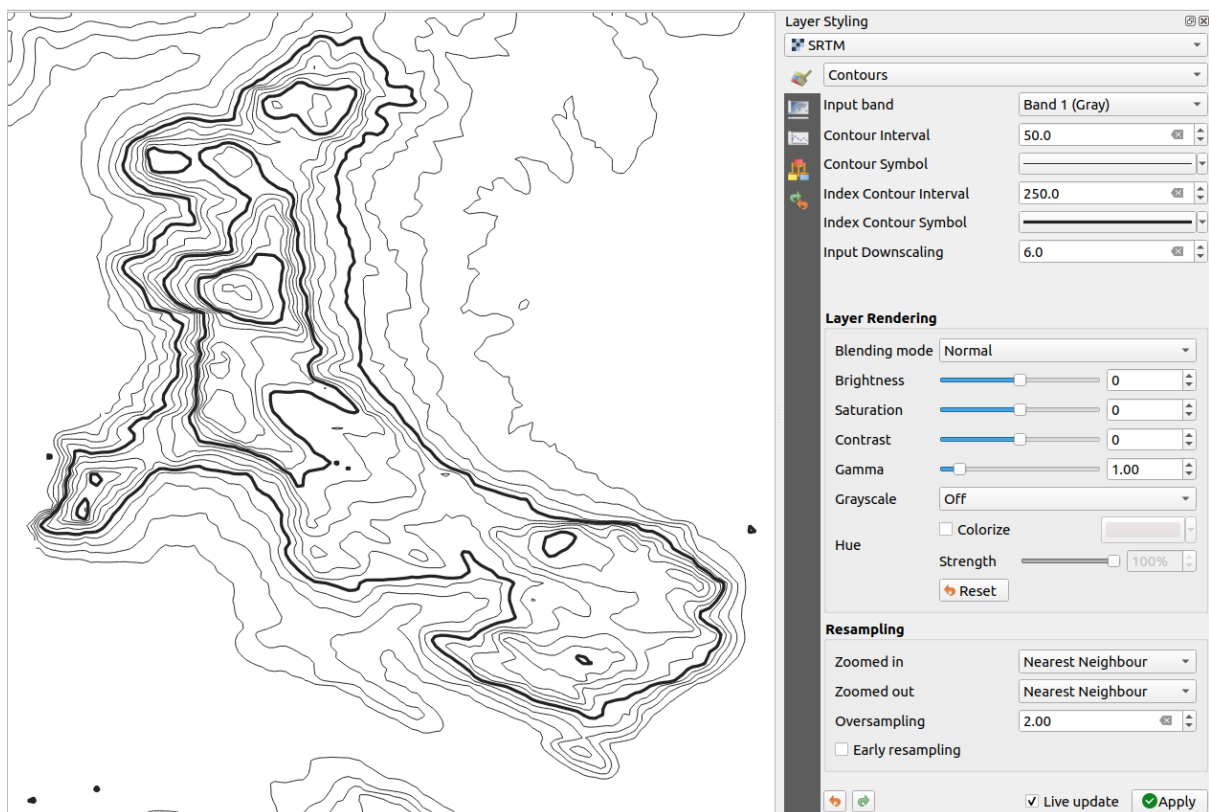 Layer Styling
SRTM
Contours
Input band Band 1 (Gray)
Contour Interval 50.0
Contour Symbol
Index Contour Interval 250.0
Index Contour Symbol
Input Downscaling 6.0
Layer Rendering
Blending mode Normal
Brightness 0
Saturation 0
Contrast 0
Gamma 1.00
Grayscale Off
Hue Colorize
Strength 100%
Reset
Resampling
Zoomed in Nearest Neighbour
Zoomed out Nearest Neighbour
Oversampling 2.00
Early resampling
Live update Apply